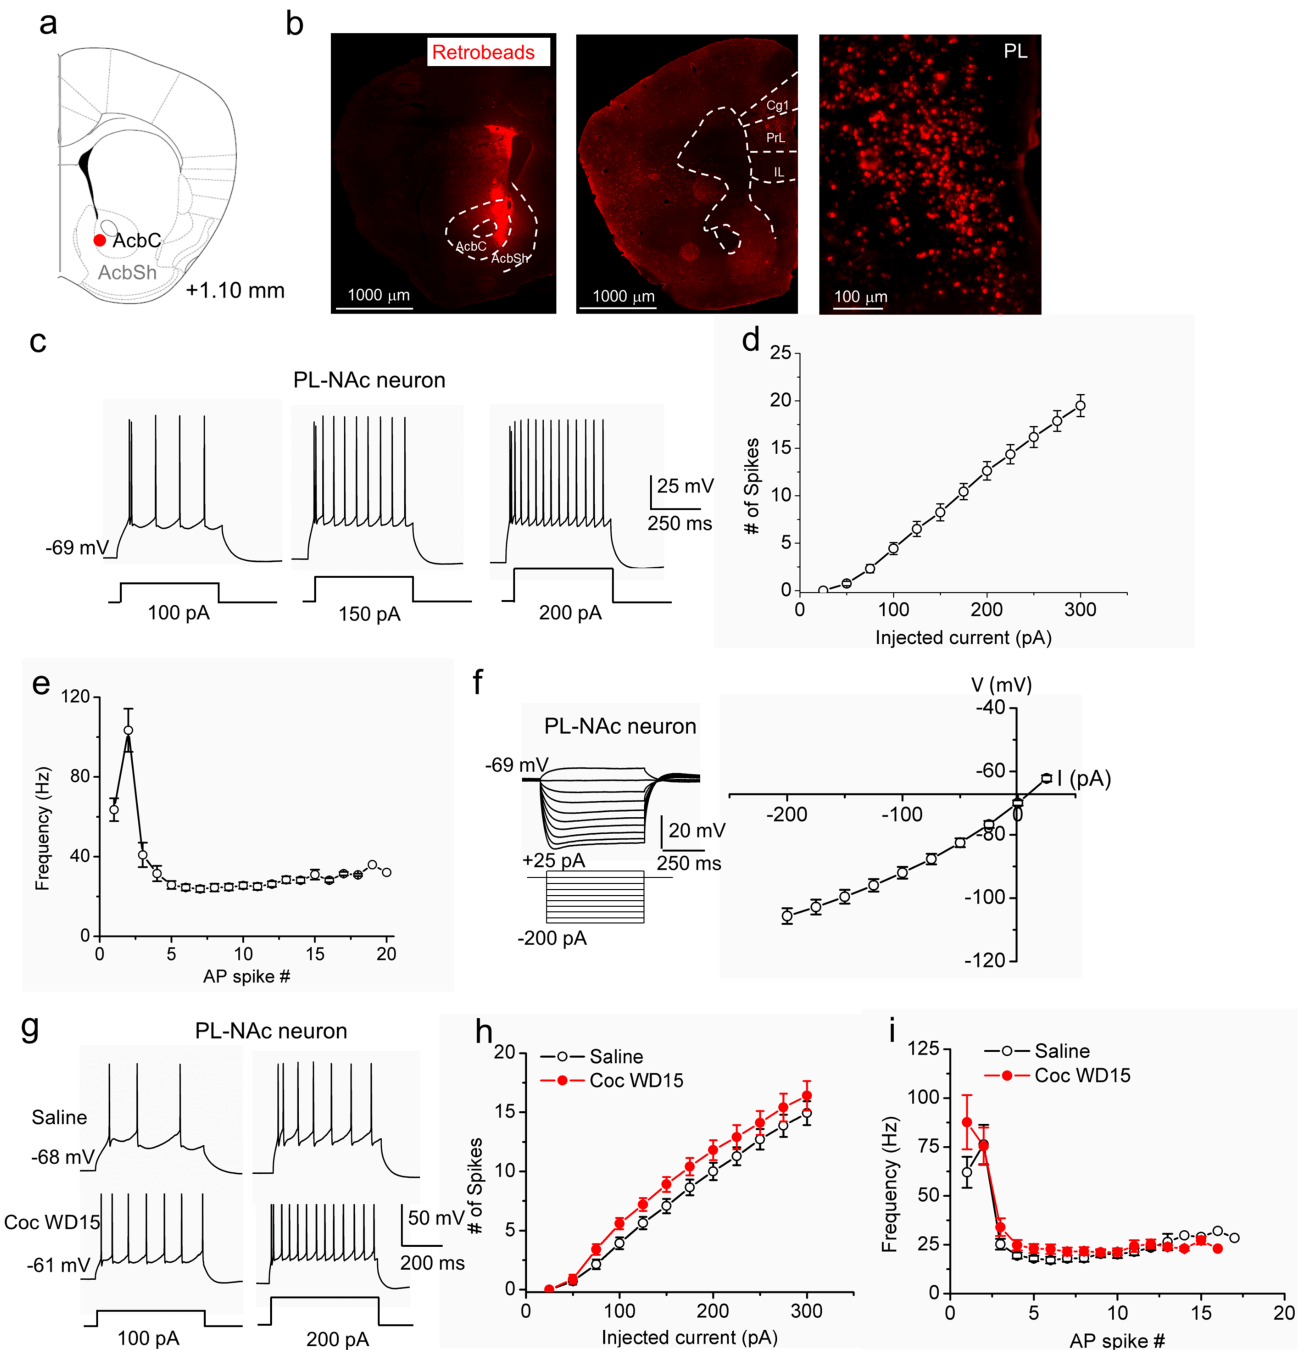 a
AcbC
AcbSh
+1.10 mm
b
Retrobeads
AcbC
AcbSh
1000 μm
Cg1
PrL
IL
1000 μm
PL
100 μm
c
PL-NAc neuron
-69 mV
25 mV
250 ms
100 pA
150 pA
200 pA
d
# of Spikes
25
20
15
10
5
0
0
100
200
300
Injected current (pA)
e
Frequency (Hz)
120
80
40
0
0
5
10
15
20
AP spike #
f
PL-NAc neuron
-69 mV
20 mV
250 ms
+25 pA
-200 pA
V (mV)
-40
-60
I (pA)
-200
-100
0
-80
-100
-120
g
PL-NAc neuron
Saline
-68 mV
Coc WD15
-61 mV
50 mV
200 ms
100 pA
200 pA
h
Saline
Coc WD15
# of Spikes
20
15
10
5
0
0
100
200
300
Injected current (pA)
i
Saline
Coc WD15
Frequency (Hz)
125
100
75
50
25
0
0
5
10
15
20
AP spike #